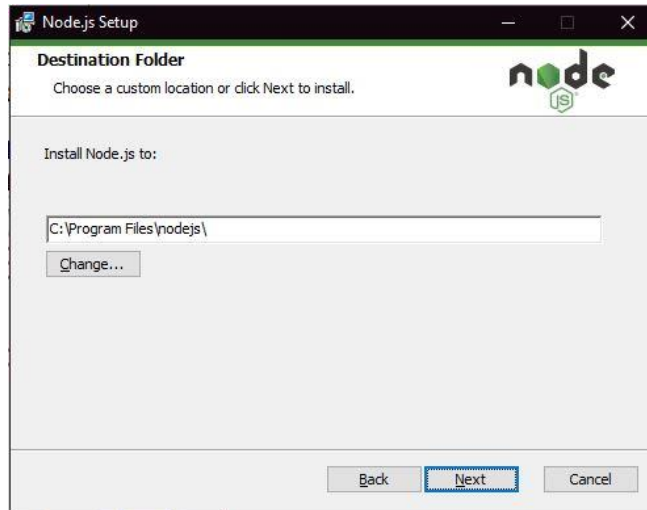 Node.js Setup
Destination Folder
Choose a custom location or click Next to install.
node
JS
Install Node.js to:
C:\Program Files\nodejs\
Change...
Back
Next
Cancel